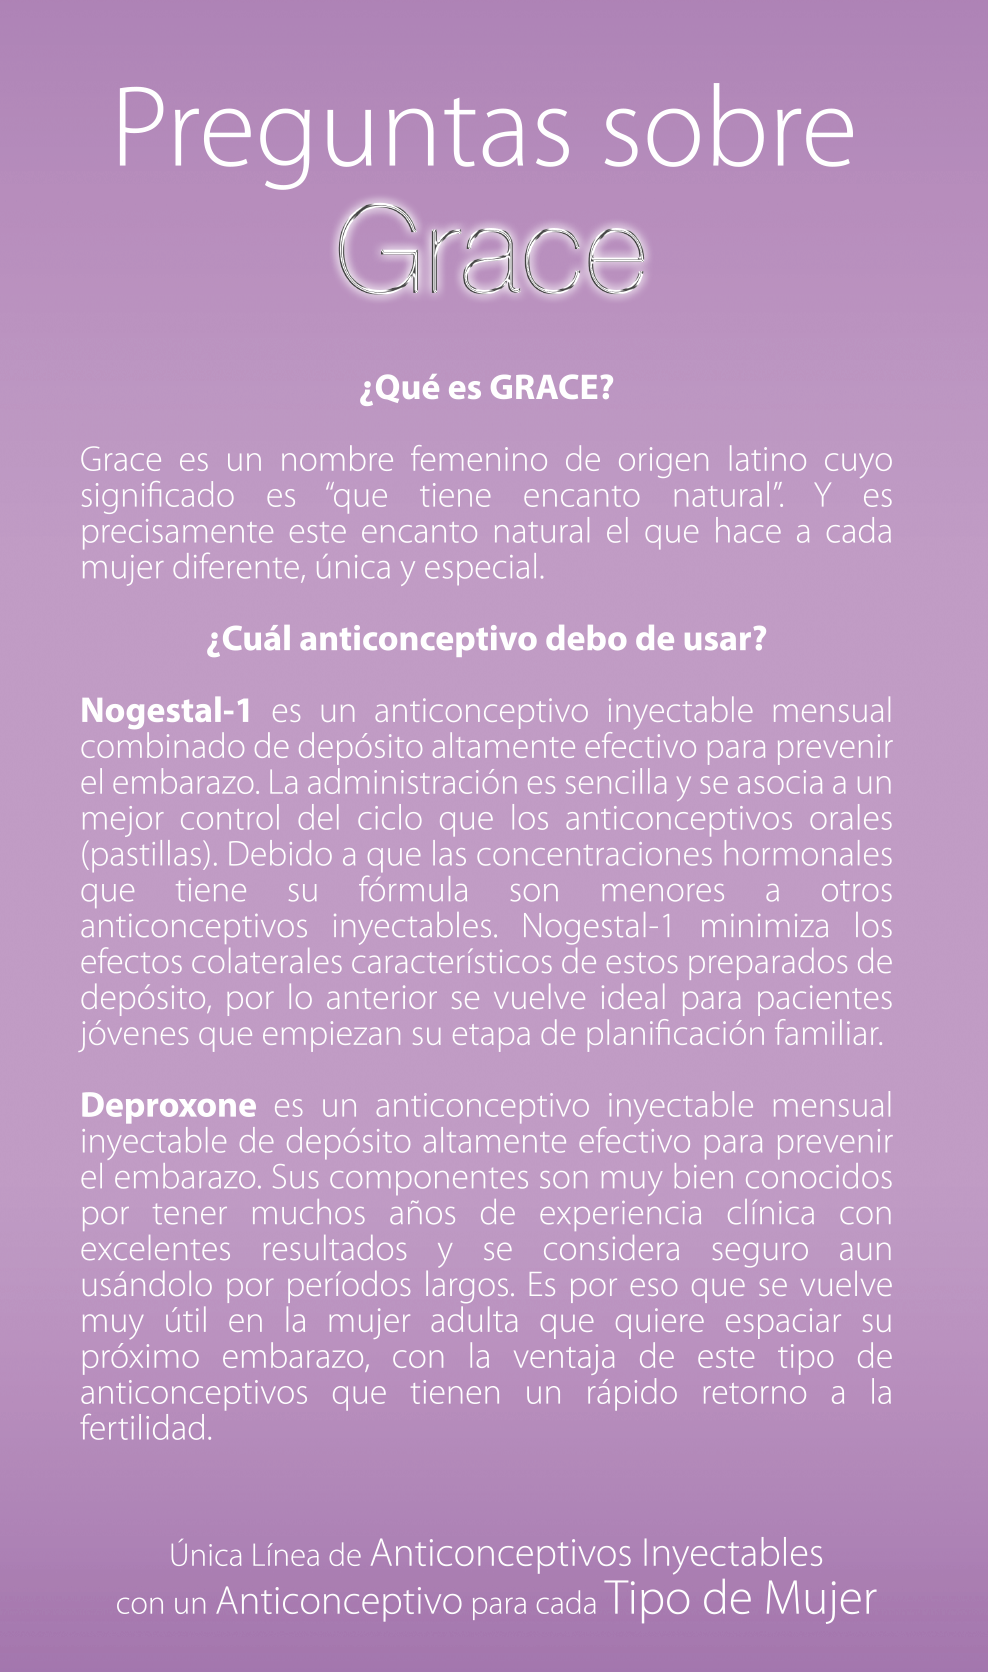 Preguntas sobre
Grace
¿Qué es GRACE?
Grace es un nombre femenino de origen latino cuyo
significado es “que tiene encanto natural”. Y es
precisamente este encanto natural el que hace a cada
mujer diferente, única y especial.
¿Cuál anticonceptivo debo de usar?
Nogestal-1 es un anticonceptivo inyectable mensual
combinado de depósito altamente efectivo para prevenir
el embarazo. La administración es sencilla y se asocia a un
mejor control del ciclo que los anticonceptivos orales
(pastillas). Debido a que las concentraciones hormonales
que tiene su fórmula son menores a otros
anticonceptivos inyectables. Nogestal-1 minimiza los
efectos colaterales característicos de estos preparados de
depósito, por lo anterior se vuelve ideal para pacientes
jóvenes que empiezan su etapa de planificación familiar.
Deproxone es un anticonceptivo inyectable mensual
inyectable de depósito altamente efectivo para prevenir
el embarazo. Sus componentes son muy bien conocidos
por tener muchos años de experiencia clínica con
excelentes resultados y se considera seguro aun
usándolo por períodos largos. Es por eso que se vuelve
muy útil en la mujer adulta que quiere espaciar su
próximo embarazo, con la ventaja de este tipo de
anticonceptivos que tienen un rápido retorno a la
fertilidad.
Única Línea de Anticonceptivos Inyectables
con un Anticonceptivo para cada Tipo de Mujer